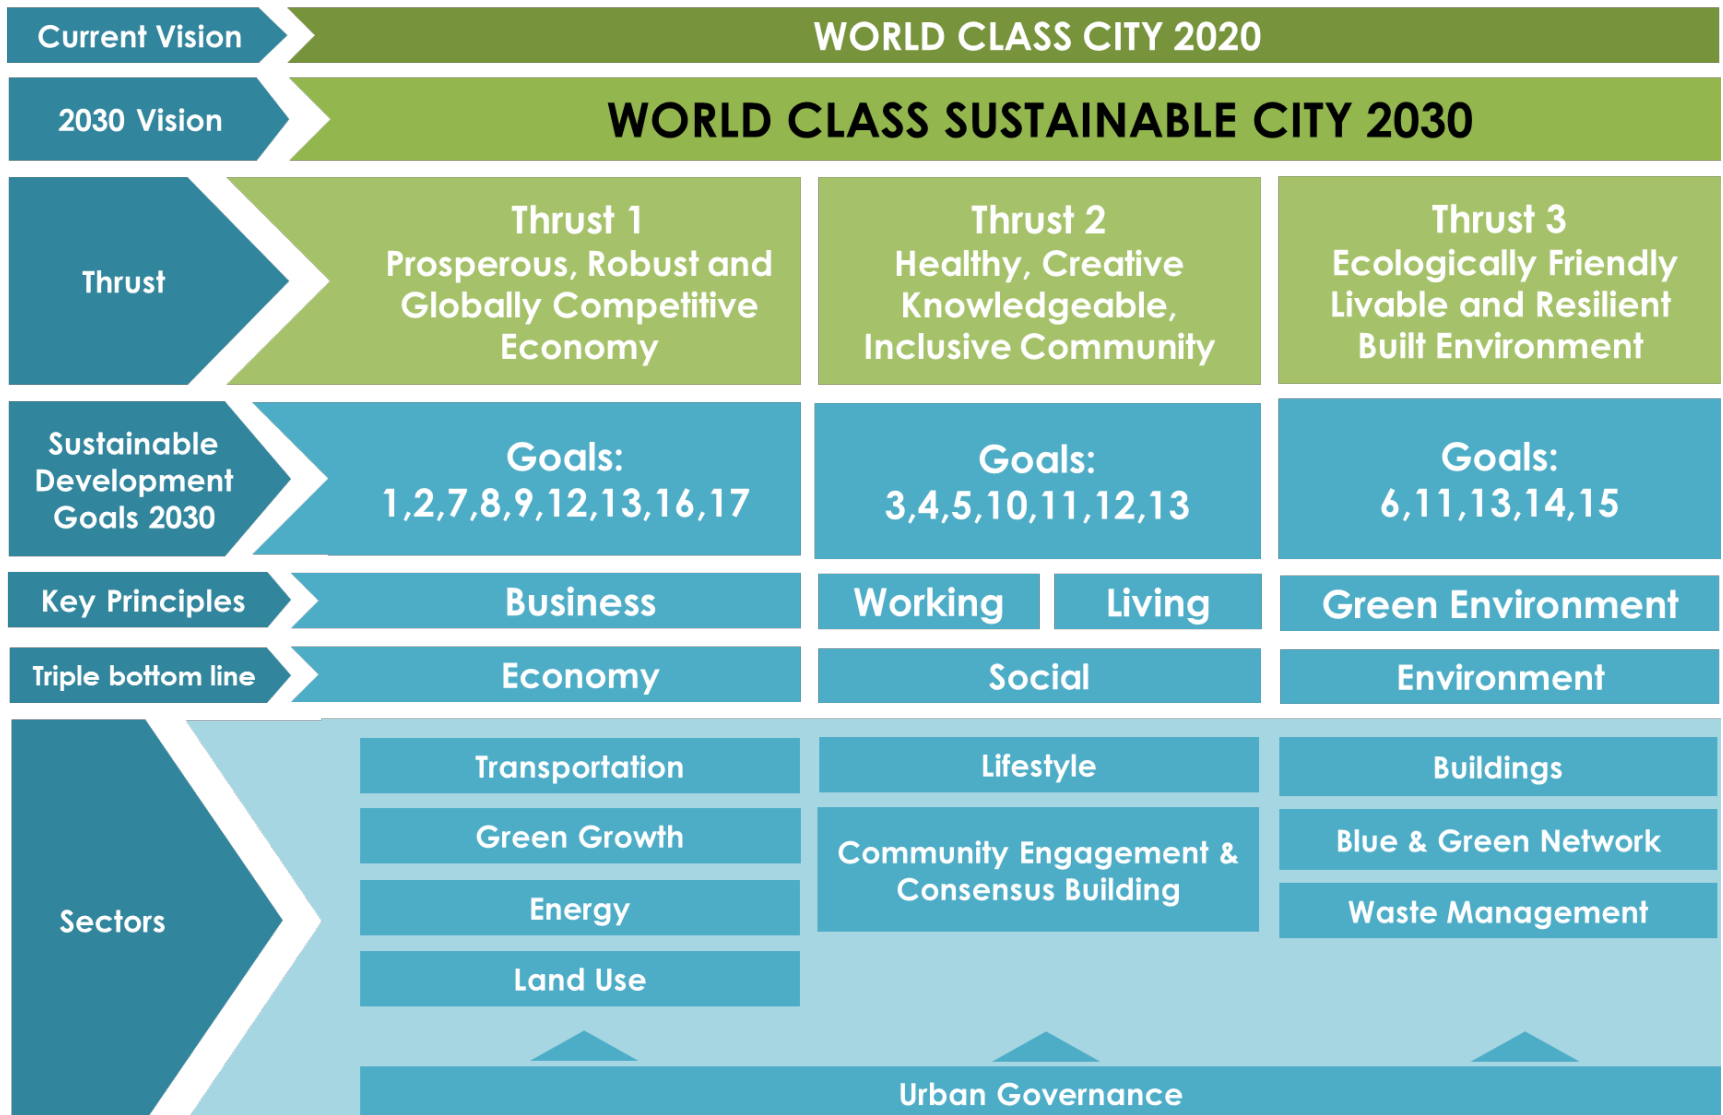 Current Vision
WORLD CLASS CITY 2020
2030 Vision
WORLD CLASS SUSTAINABLE CITY 2030
Thrust
Thrust 1
Prosperous, Robust and
Globally Competitive
Economy
Thrust 2
Healthy, Creative
Knowledgeable,
Inclusive Community
Thrust 3
Ecologically Friendly
Livable and Resilient
Built Environment
Sustainable
Development
Goals 2030
Goals:
1,2,7,8,9,12,13,16,17
Goals:
3,4,5,10,11,12,13
Goals:
6,11,13,14,15
Key Principles
Business
Working
Living
Green Environment
Triple bottom line
Economy
Social
Environment
Sectors
Transportation
Green Growth
Energy
Land Use
Lifestyle
Community Engagement &
Consensus Building
Buildings
Blue & Green Network
Waste Management
Urban Governance